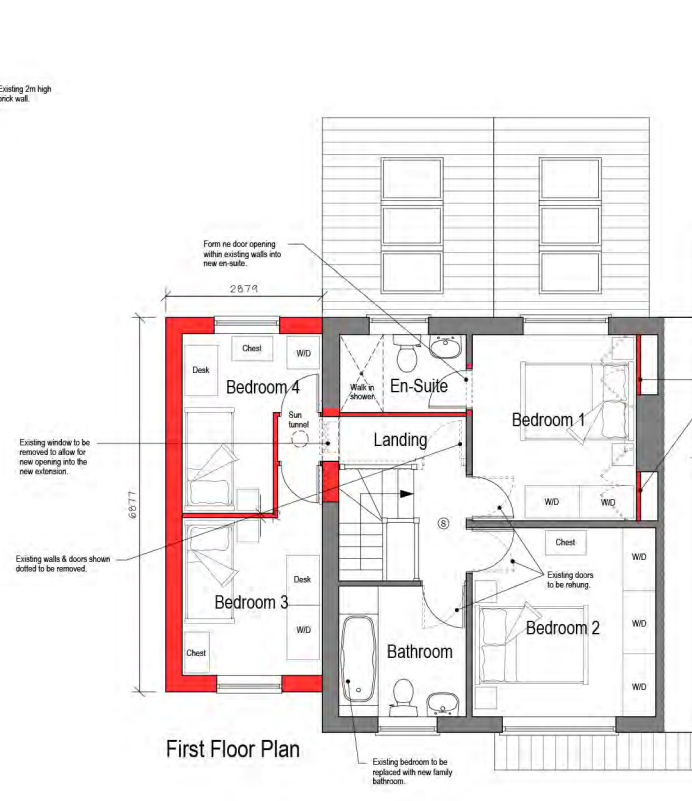 Existing 2m high
brick wall.
Form ne door opening
within existing walls into
new en-suite.
2879
Chest
W/D
Desk
Bedroom 4
Sun
tunnel
Walk in
shower.
En-Suite
Landing
Bedroom 1
W/D
W/D
Existing window to be
removed to allow for
new opening into the
new extension.
6877
S
Existing walls & doors shown
dotted to be removed.
Chest
W/D
Existing doors
to be rehung.
Desk
Bedroom 3
W/D
Chest
Bathroom
Bedroom 2
W/D
W/D
First Floor Plan
Existing bedroom to be
replaced with new family
bathroom.